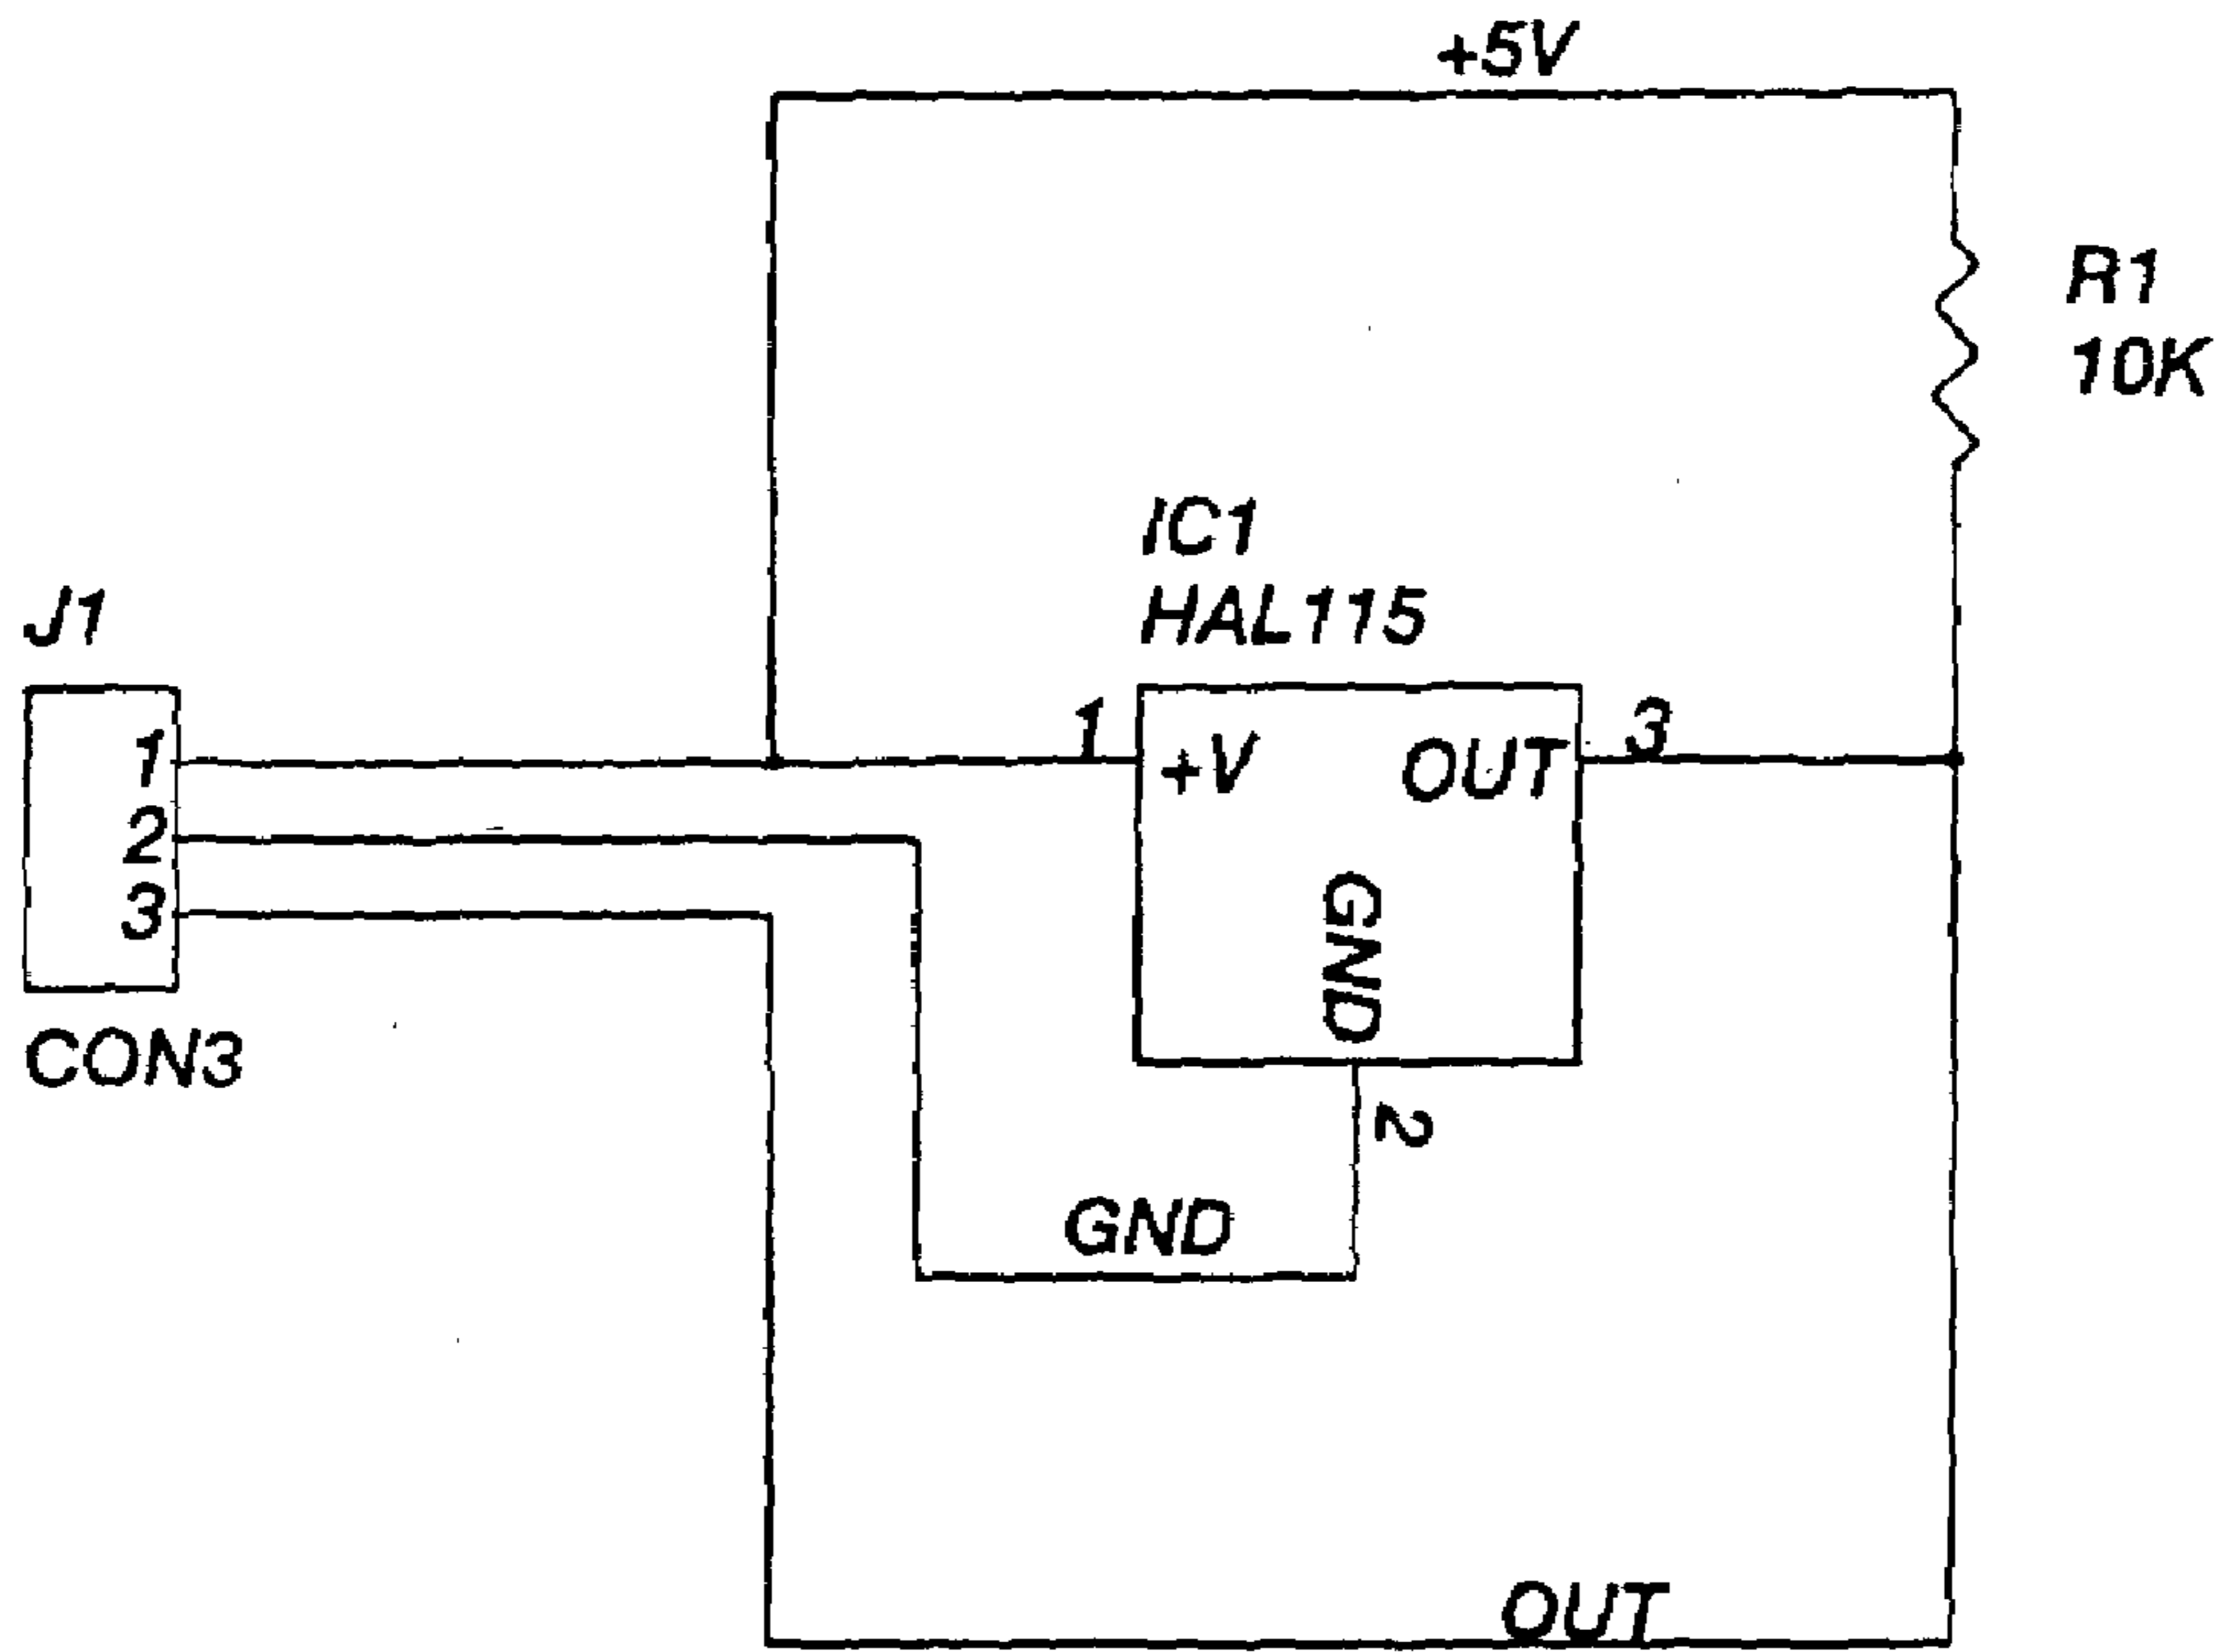 +5V
R1
10K
IC1
HAL115
J1
1
2
3
CON3
1
+V
OUT
3
GND
2
GND
OUT